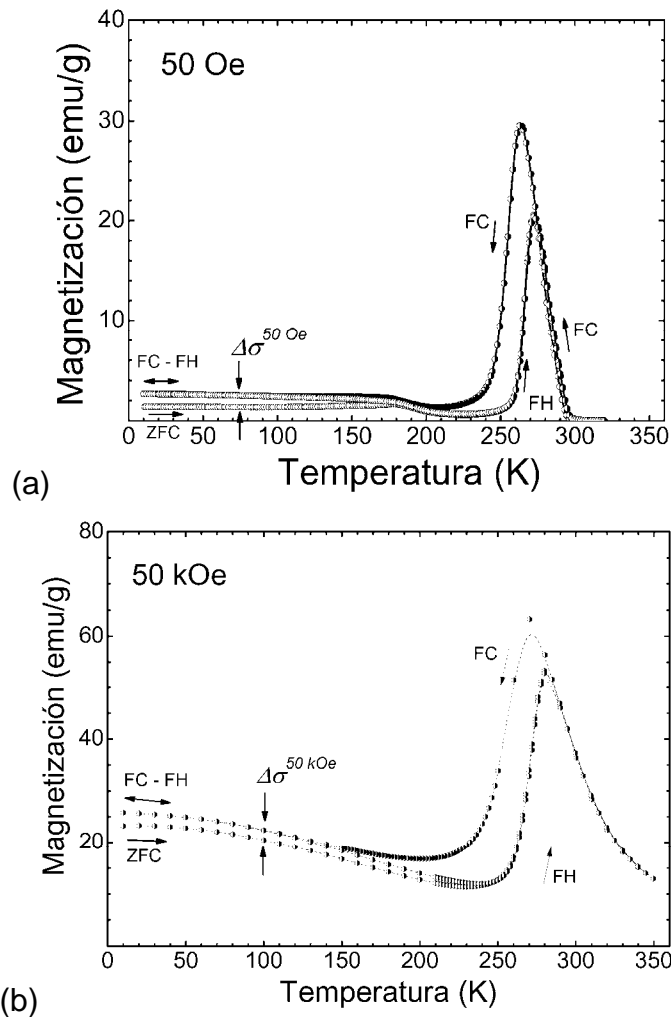 50 Oe
Magnetización (emu/g)
40
30
20
10
FC
FC
FH
FC - FH
ZFC
Δσ^50 Oe
0 50 100 150 200 250 300 350
Temperatura (K)
(a)
50 kOe
Magnetización (emu/g)
80
60
40
20
FC
FH
FC - FH
ZFC
Δσ^50 kOe
0 50 100 150 200 250 300 350
Temperatura (K)
(b)